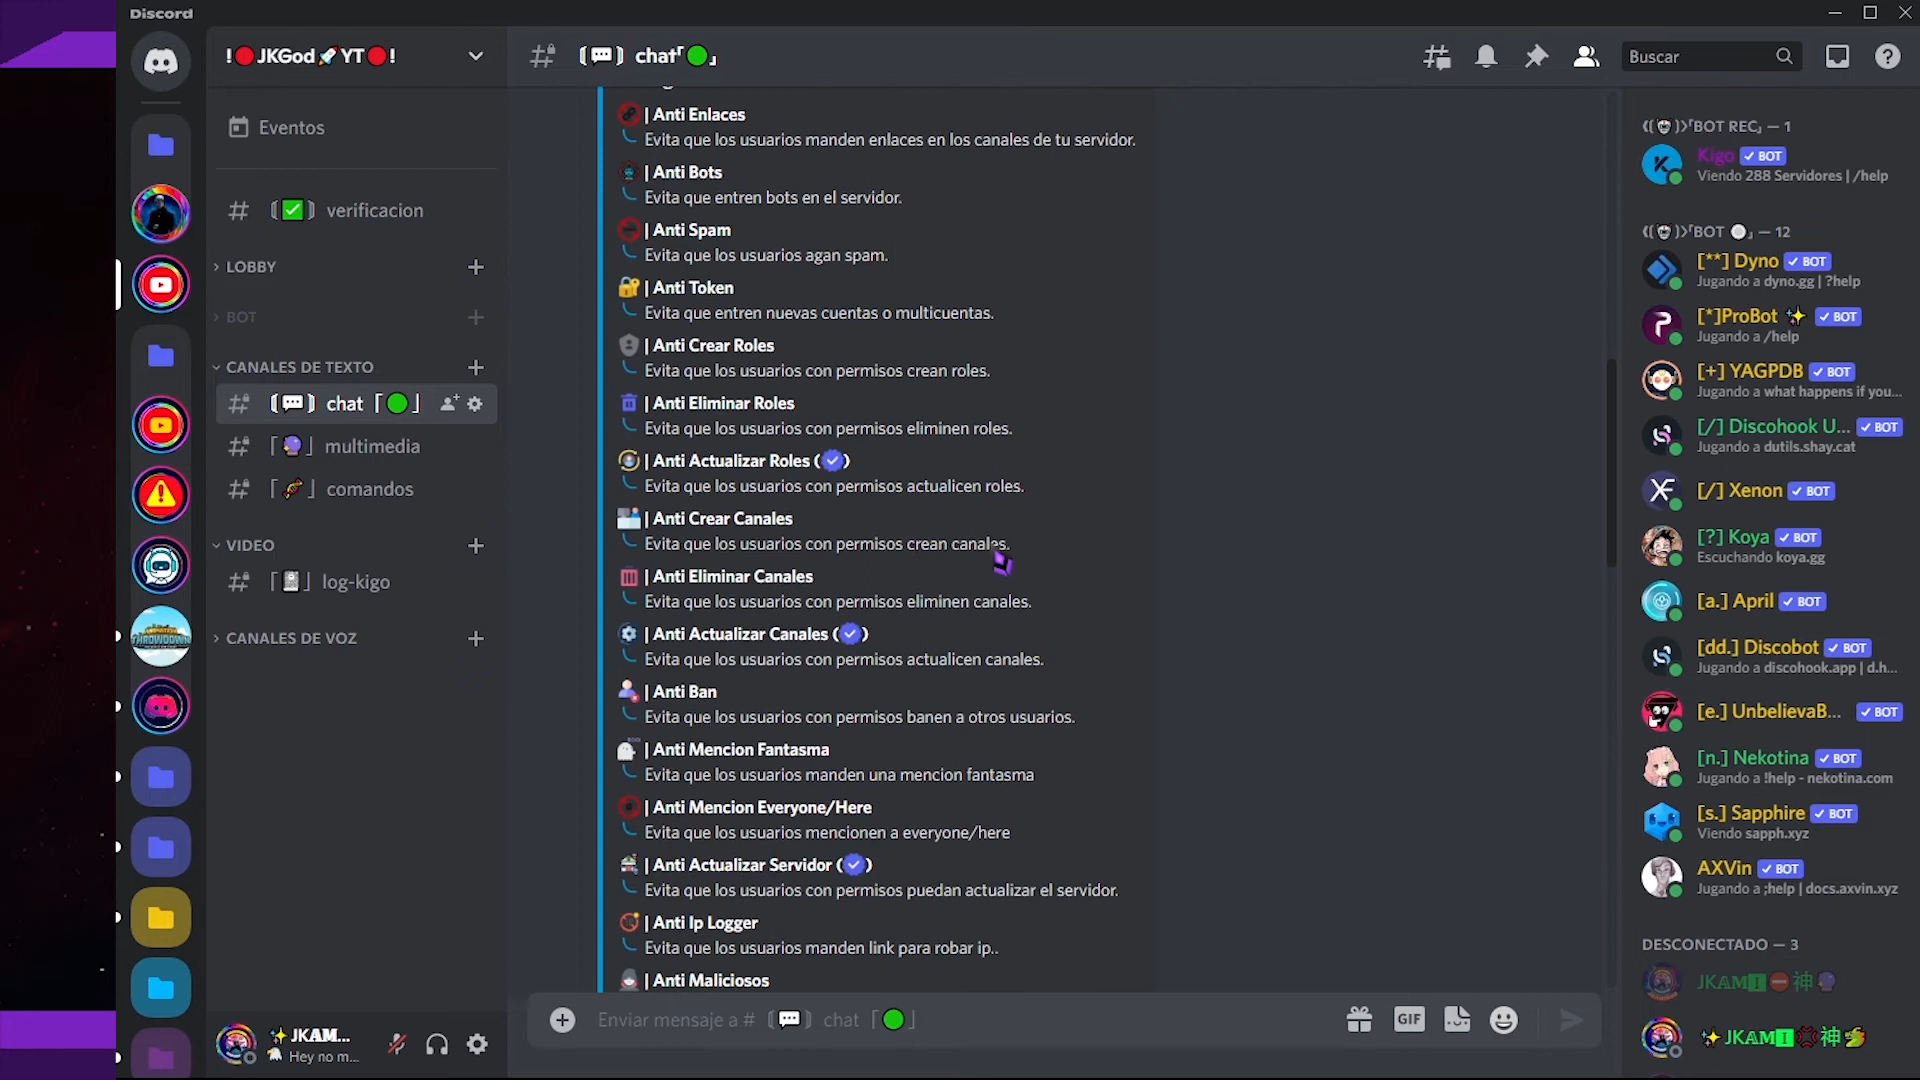 Discord
!🔴JKGod🚀YT🔴!
Eventos
verificacion
LOBBY
BOT
CANALES DE TEXTO
chat
multimedia
comandos
VIDEO
log-kigo
CANALES DE VOZ
✨JKAM...
Hey no m...
chat「🟢」
Buscar
| Anti Enlaces
Evita que los usuarios manden enlaces en los canales de tu servidor.
| Anti Bots
Evita que entren bots en el servidor.
| Anti Spam
Evita que los usuarios agan spam.
| Anti Token
Evita que entren nuevas cuentas o multicuentas.
| Anti Crear Roles
Evita que los usuarios con permisos crean roles.
| Anti Eliminar Roles
Evita que los usuarios con permisos eliminen roles.
| Anti Actualizar Roles ( )
Evita que los usuarios con permisos actualicen roles.
| Anti Crear Canales
Evita que los usuarios con permisos crean canales.
| Anti Eliminar Canales
Evita que los usuarios con permisos eliminen canales.
| Anti Actualizar Canales ( )
Evita que los usuarios con permisos actualicen canales.
| Anti Ban
Evita que los usuarios con permisos banen a otros usuarios.
| Anti Mencion Fantasma
Evita que los usuarios manden una mencion fantasma
| Anti Mencion Everyone/Here
Evita que los usuarios mencionen a everyone/here
| Anti Actualizar Servidor ( )
Evita que los usuarios con permisos puedan actualizar el servidor.
| Anti Ip Logger
Evita que los usuarios manden link para robar ip..
| Anti Maliciosos
Enviar mensaje a # chat
GIF
「BOT REC」 — 1
Kigo BOT
Viendo 288 Servidores | /help
「BOT ⚪」 — 12
[**] Dyno BOT
Jugando a dyno.gg | ?help
[*]ProBot ✨ BOT
Jugando a /help
[+] YAGPDB BOT
Jugando a what happens if you...
[/] Discohook U... BOT
Jugando a dutils.shay.cat
[/] Xenon BOT
[?] Koya BOT
Escuchando koya.gg
[a.] April BOT
[dd.] Discobot BOT
Jugando a discohook.app | d.h...
[e.] UnbelievaB... BOT
[n.] Nekotina BOT
Jugando a !help - nekotina.com
[s.] Sapphire BOT
Viendo sapph.xyz
AXVin BOT
Jugando a ;help | docs.axvin.xyz
DESCONECTADO — 3
JKAMI⛔神🔮
✨JKAMI💢神🐲
THROWDOWN